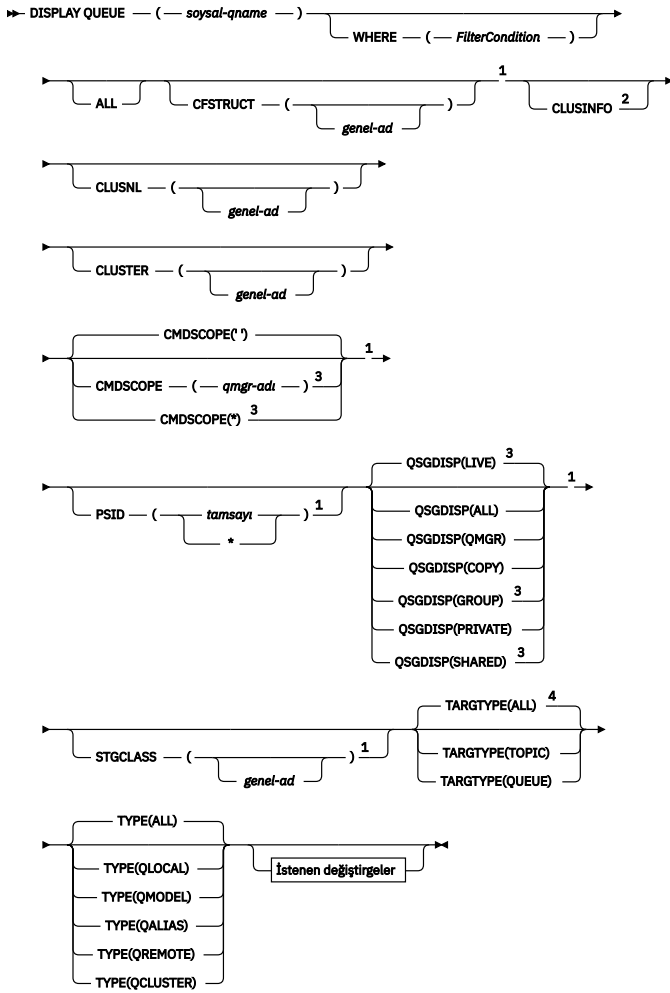 DISPLAY QUEUE ( soysal-qname )
WHERE ( FilterCondition )
1
ALL CFSTRUCT ( ) CLUSINFO 2
genel-ad
CLUSNL ( )
genel-ad
CLUSTER ( )
genel-ad
CMDSCOPE(' ')
1
CMDSCOPE ( qmgr-adı ) 3
CMDSCOPE(*) 3
QSGDISP(LIVE) 3
1
PSID ( tamsayı ) 1 QSGDISP(ALL)
* QSGDISP(QMGR)
QSGDISP(COPY)
QSGDISP(GROUP) 3
QSGDISP(PRIVATE)
QSGDISP(SHARED) 3
TARGTYPE(ALL) 4
STGCLASS ( ) 1 TARGTYPE(TOPIC)
genel-ad TARGTYPE(QUEUE)
TYPE(ALL)
TYPE(QLOCAL) İstenen değiştirgeler
TYPE(QMODEL)
TYPE(QALIAS)
TYPE(QREMOTE)
TYPE(QCLUSTER)